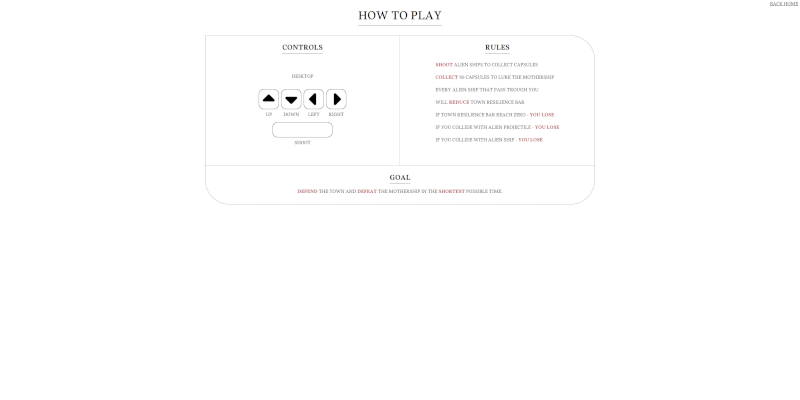 BACK HOME
HOW TO PLAY
CONTROLS
DESKTOP
UP DOWN LEFT RIGHT
SHOOT
RULES
SHOOT ALIEN SHIPS TO COLLECT CAPSULES
COLLECT 50 CAPSULES TO LURE THE MOTHERSHIP
EVERY ALIEN SHIP THAT PASS TROUGH YOU
WILL REDUCE TOWN RESILIENCE BAR
IF TOWN RESILIENCE BAR REACH ZERO - YOU LOSE
IF YOU COLLIDE WITH ALIEN PROJECTILE - YOU LOSE
IF YOU COLLIDE WITH ALIEN SHIP - YOU LOSE
GOAL
DEFEND THE TOWN AND DEFEAT THE MOTHERSHIP IN THE SHORTEST POSSIBLE TIME